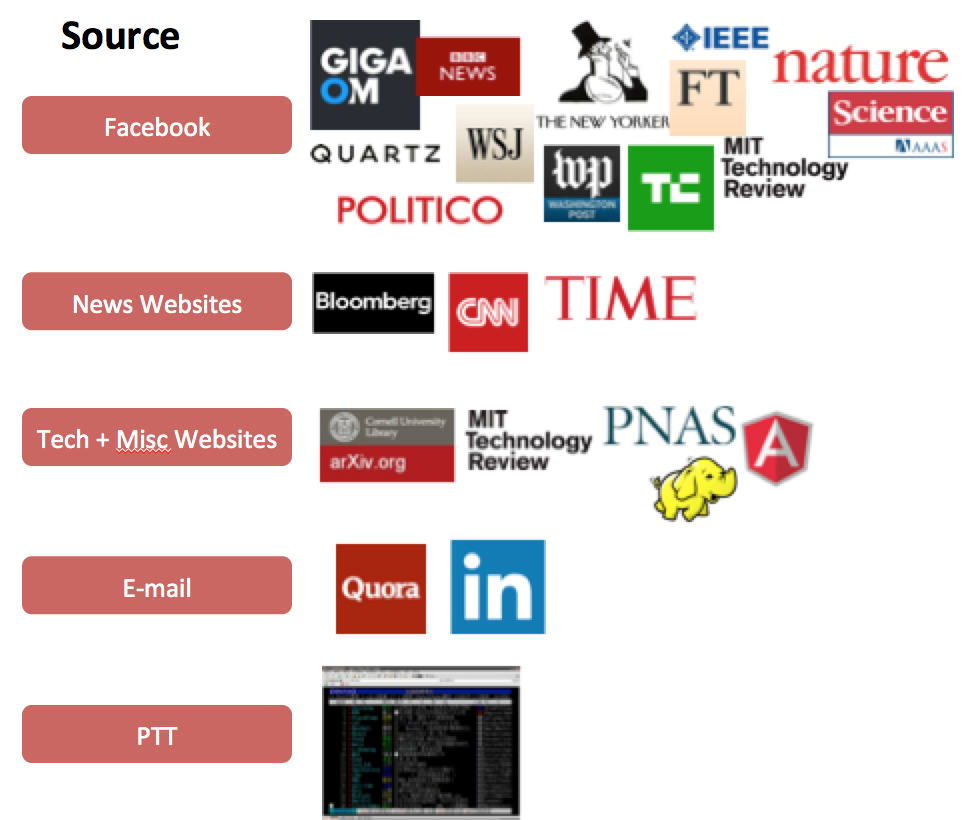 Source
Facebook
GIGA
OM
BBC
NEWS
THE NEW YORKER
IEEE
FT
nature
Science
AAAS
QUARTZ
WSJ
wp
WASHINGTON
POST
TC
MIT
Technology
Review
POLITICO
News Websites
Bloomberg
CNN
TIME
Tech + Misc Websites
Cornell University
Library
arXiv.org
MIT
Technology
Review
PNAS
A
E-mail
Quora
in
PTT